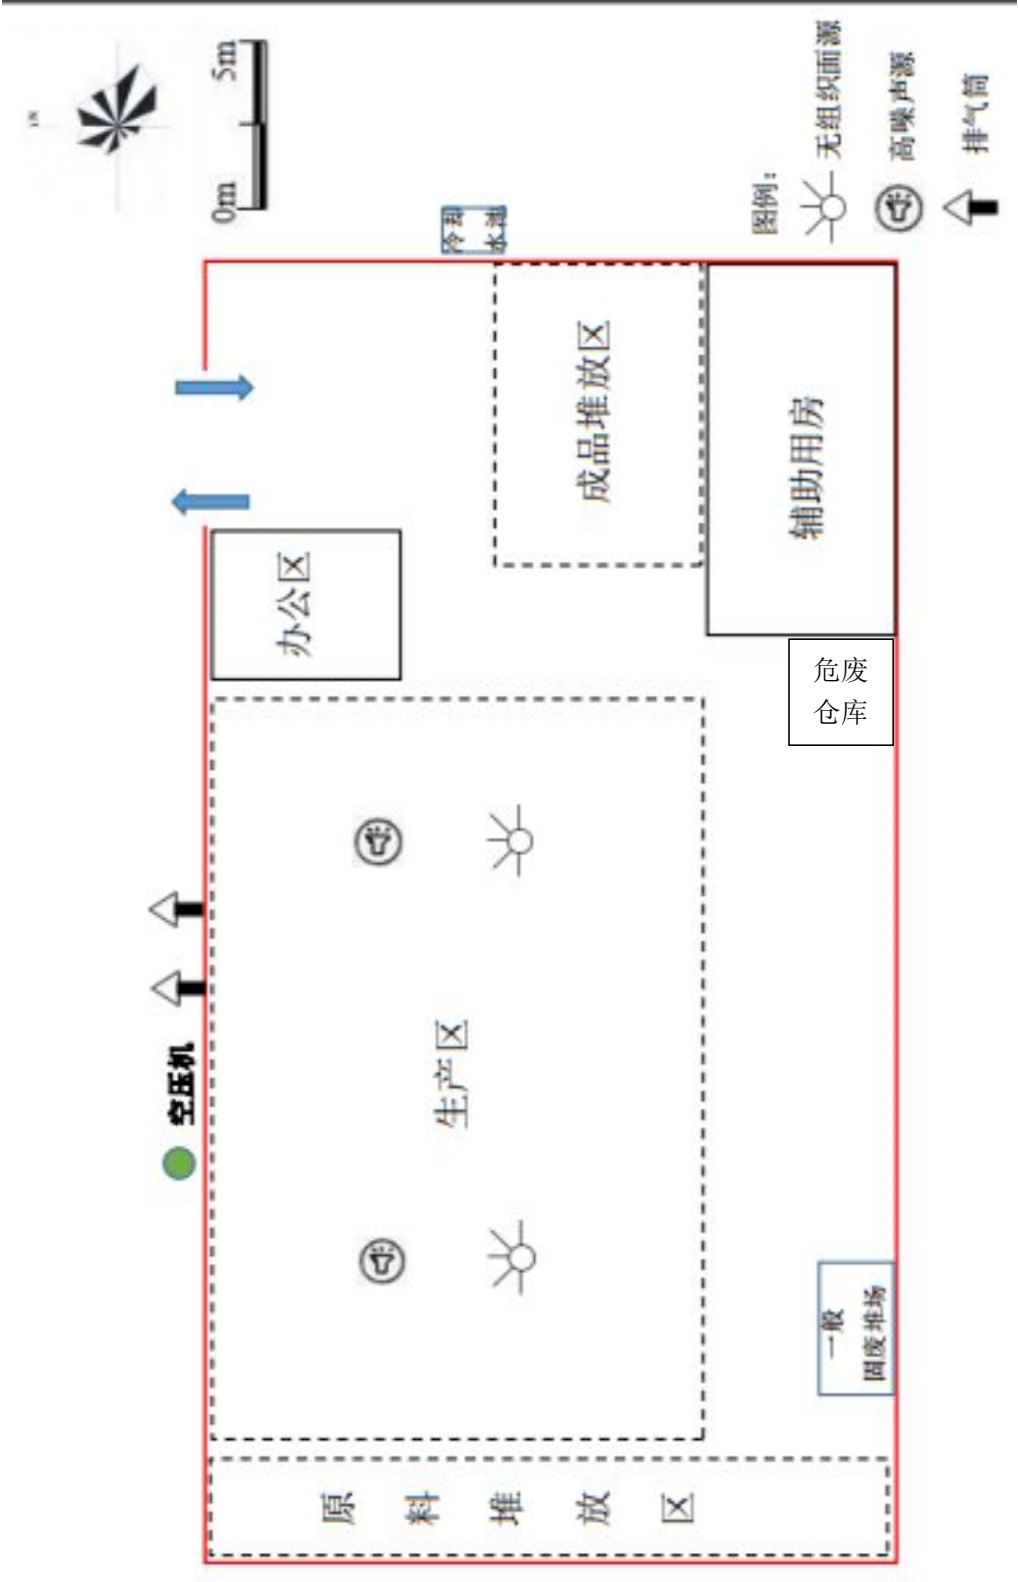 N
0m
5m
冷却
水池
图例：
无组织面源
高噪声源
排气筒
成品堆放区
辅助用房
办公区
危废
仓库
空压机
生产区
一般
固废堆场
原料堆放区